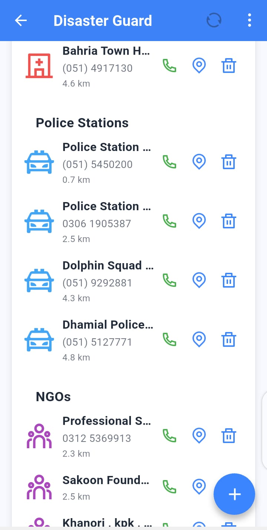 Disaster Guard
Bahria Town H...
(051) 4917130
4.6 km
Police Stations
Police Station ...
(051) 5450200
0.7 km
Police Station ...
0306 1905387
2.5 km
Dolphin Squad ...
(051) 9292881
4.3 km
Dhamial Police...
(051) 5127771
4.8 km
NGOs
Professional S...
0312 5369913
2.3 km
Sakoon Found...
2.5 km
Khanori , kpk , ...